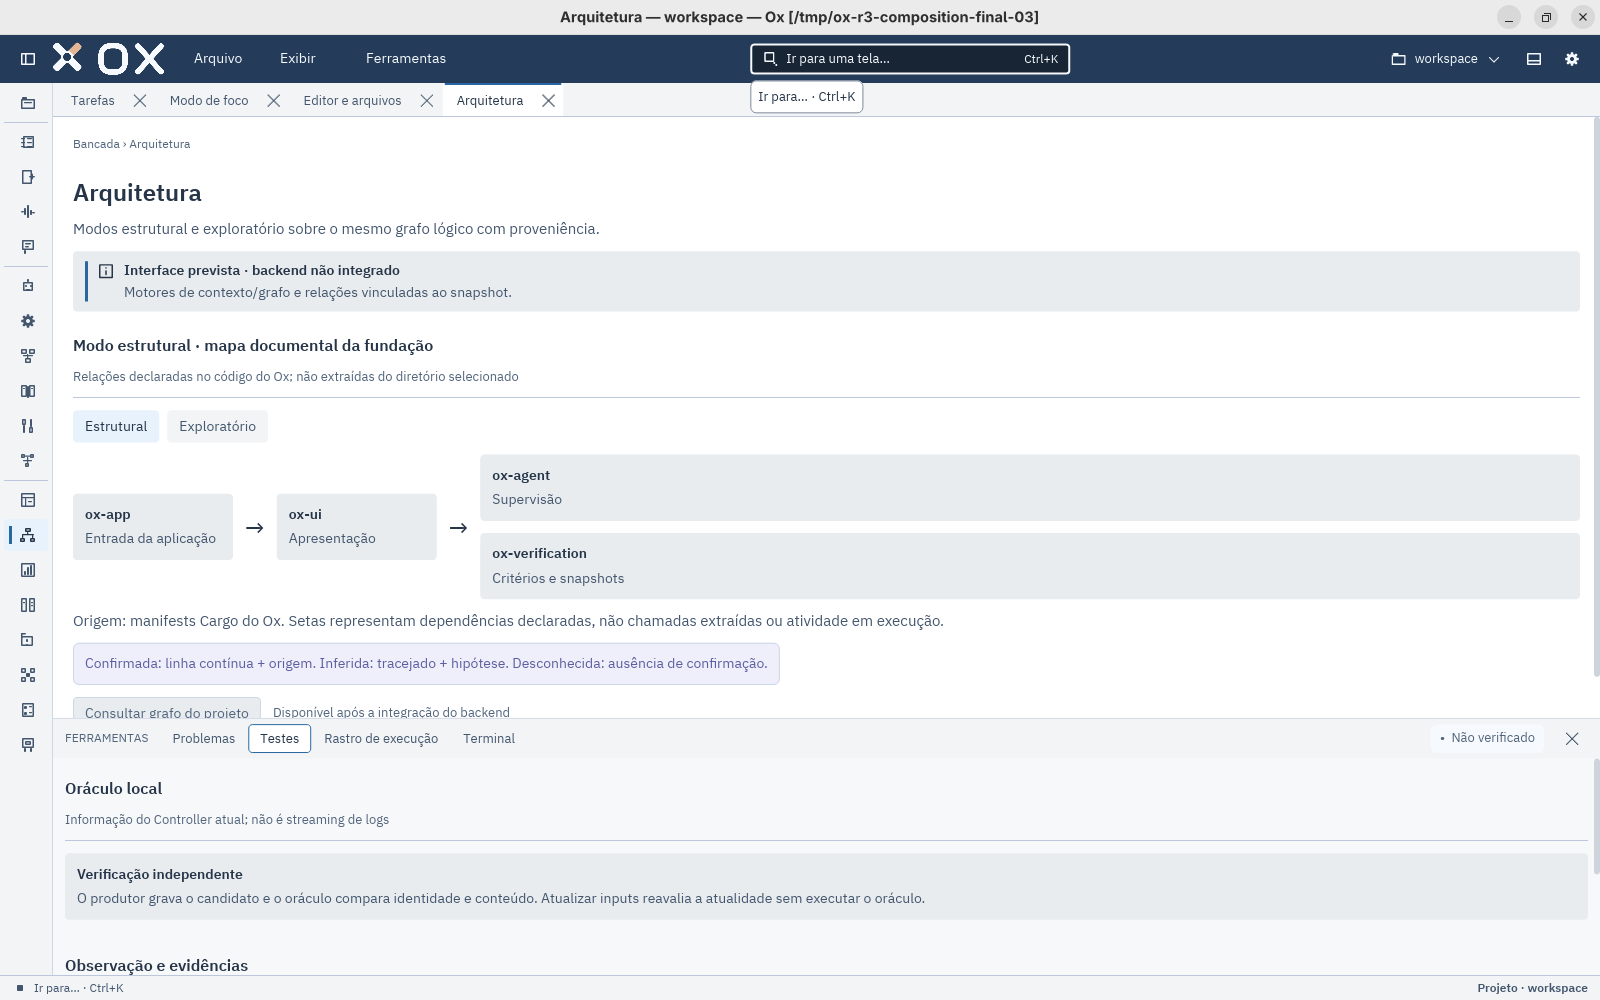 Arquitetura — workspace — Ox [/tmp/ox-r3-composition-final-03]
OX
Arquivo
Exibir
Ferramentas
Ir para uma tela...
Ctrl+K
workspace
Tarefas
Modo de foco
Editor e arquivos
Arquitetura
Ir para... · Ctrl+K
Bancada › Arquitetura
Arquitetura
Modos estrutural e exploratório sobre o mesmo grafo lógico com proveniência.
Interface prevista · backend não integrado
Motores de contexto/grafo e relações vinculadas ao snapshot.
Modo estrutural · mapa documental da fundação
Relações declaradas no código do Ox; não extraídas do diretório selecionado
Estrutural
Exploratório
ox-app
Entrada da aplicação
→
ox-ui
Apresentação
→
ox-agent
Supervisão
ox-verification
Critérios e snapshots
Origem: manifests Cargo do Ox. Setas representam dependências declaradas, não chamadas extraídas ou atividade em execução.
Confirmada: linha contínua + origem. Inferida: tracejado + hipótese. Desconhecida: ausência de confirmação.
Consultar grafo do projeto
Disponível após a integração do backend
FERRAMENTAS
Problemas
Testes
Rastro de execução
Terminal
• Não verificado
Oráculo local
Informação do Controller atual; não é streaming de logs
Verificação independente
O produtor grava o candidato e o oráculo compara identidade e conteúdo. Atualizar inputs reavalia a atualidade sem executar o oráculo.
Observação e evidências
Ir para... · Ctrl+K
Projeto · workspace